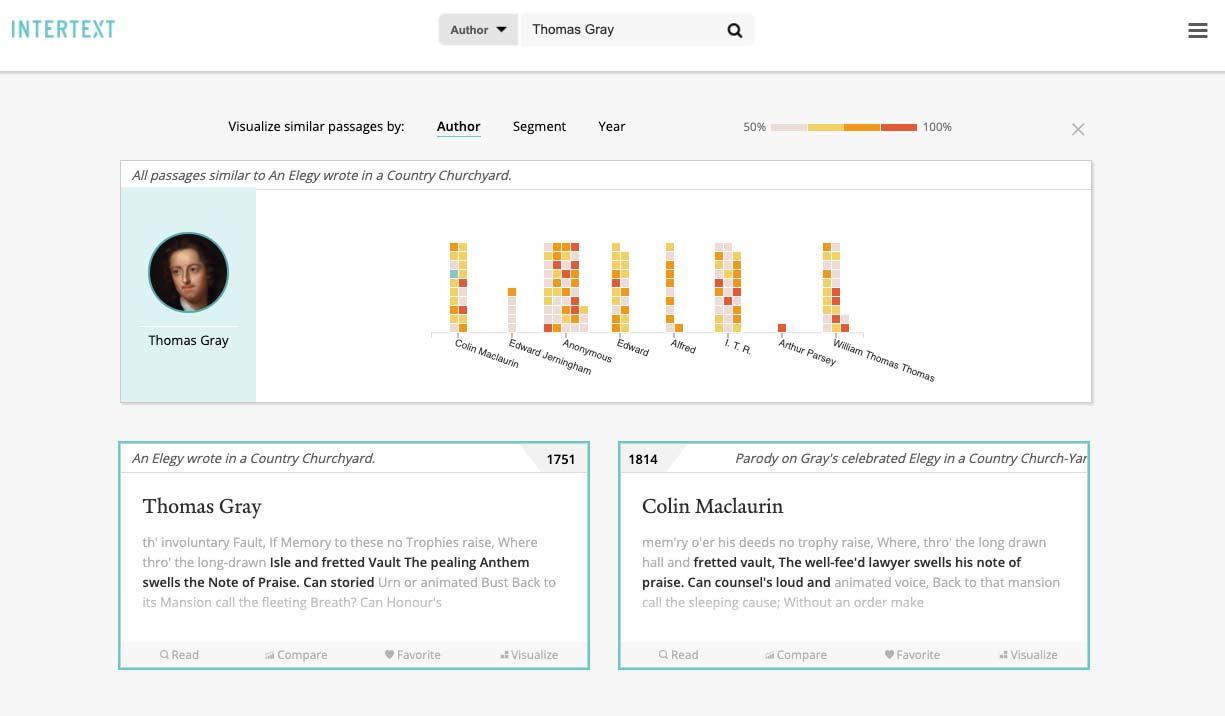 INTERTEXT
Author
Thomas Gray
Visualize similar passages by:
Author
Segment
Year
50%
100%
All passages similar to An Elegy wrote in a Country Churchyard.
Thomas Gray
Colin Maclaurin
Edward Jerningham
Anonymous
Edward
Alfred
I. T. R.
Arthur Parsey
William Thomas Thomas
An Elegy wrote in a Country Churchyard.
1751
Thomas Gray
th' involuntary Fault, If Memory to these no Trophies raise, Where
thro' the long-drawn Isle and fretted Vault The pealing Anthem
swells the Note of Praise. Can storied Urn or animated Bust Back to
its Mansion call the fleeting Breath? Can Honour's
Read
Compare
Favorite
Visualize
1814
Parody on Gray's celebrated Elegy in a Country Church-Yar
Colin Maclaurin
mem'ry o'er his deeds no trophy raise, Where, thro' the long drawn
hall and fretted vault, The well-fee'd lawyer swells his note of
praise. Can counsel's loud and animated voice, Back to that mansion
call the sleeping cause; Without an order make
Read
Compare
Favorite
Visualize